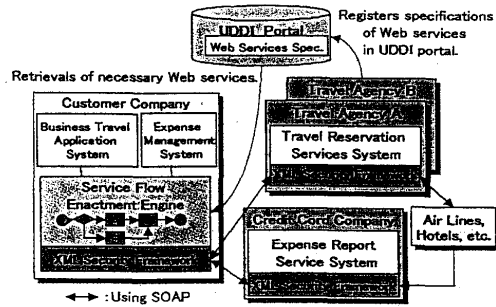 UDDI Portal
Web Services Spec.
Registers specifications
of Web services
in UDDI portal.
Retrievals of necessary Web services.
Customer Company
Business Travel
Application
System
Expense
Management
System
Service Flow
Enactment Engine
XML Security Framework
Travel Agency B
Travel Agency A
Travel Reservation
Services System
XML Security Framework
Credit Cord Company
Expense Report
Service System
XML Security Framework
Air Lines,
Hotels, etc.
:Using SOAP